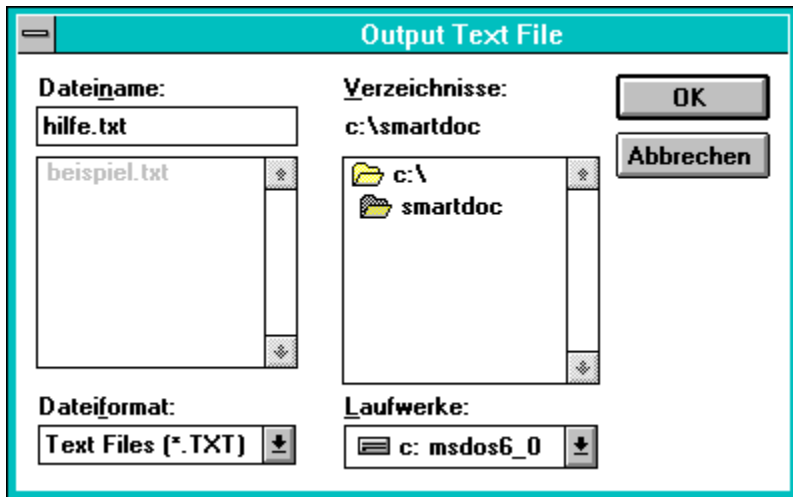 Output Text File
Dateiname:
hilfe.txt
beispiel.txt
Dateiformat:
Text Files (*.TXT)
Verzeichnisse:
c:\smartdoc
c:\
smartdoc
Laufwerke:
c: msdos6_0
OK
Abbrechen